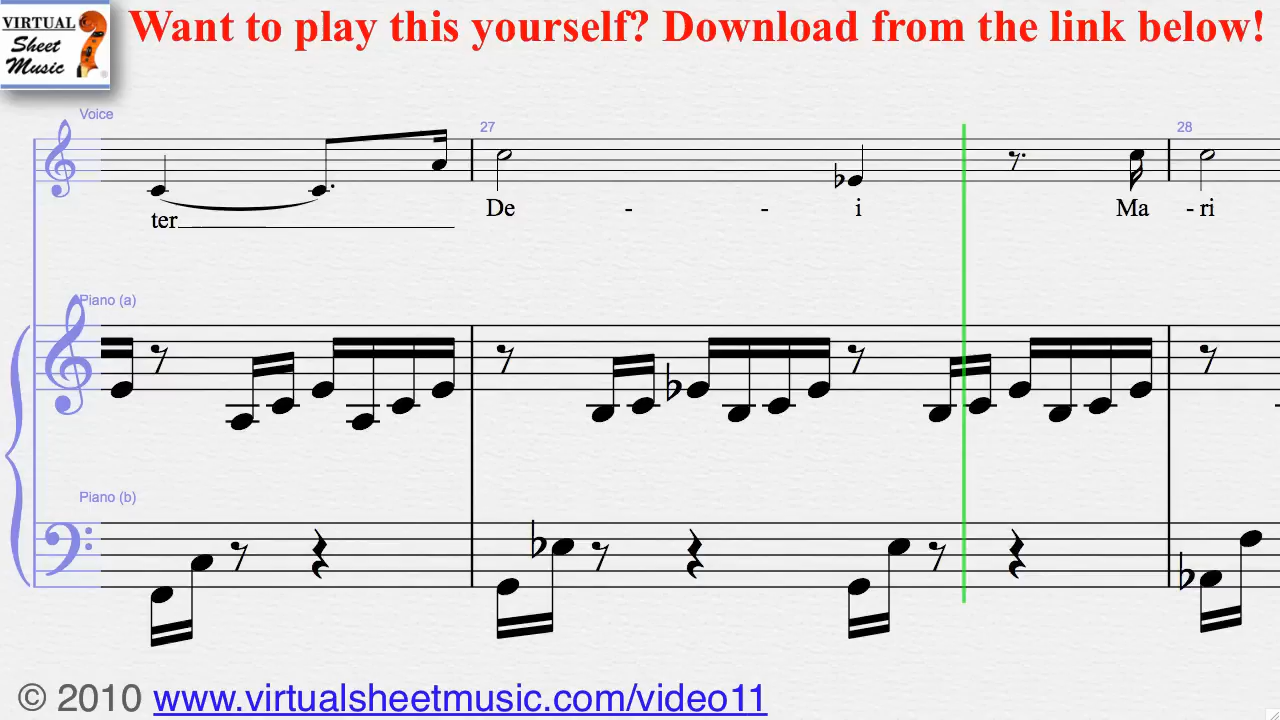 VIRTUAL
Sheet
Music
Want to play this yourself? Download from the link below!
Voice
27
28
ter
De - - i Ma - ri
Piano (a)
Piano (b)
© 2010 www.virtualsheetmusic.com/video11